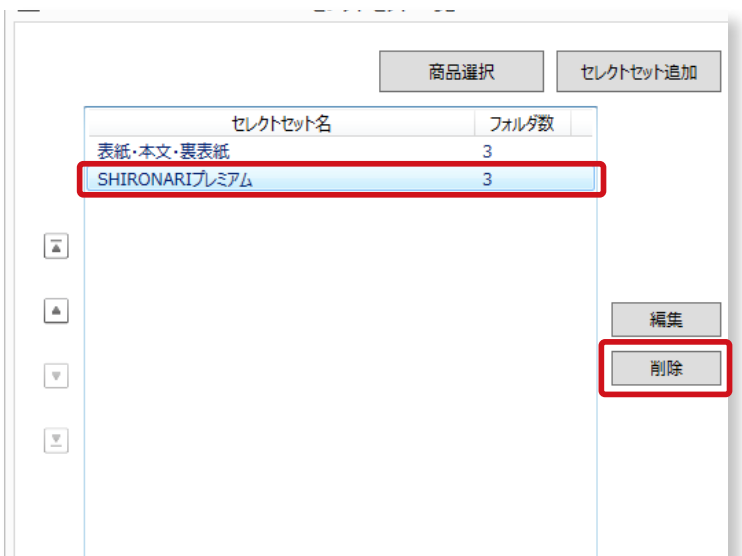 商品選択 セレクトセット追加
セレクトセット名 フォルダ数
表紙・本文・裏表紙 3
SHIRONARIプレミアム 3
編集
削除